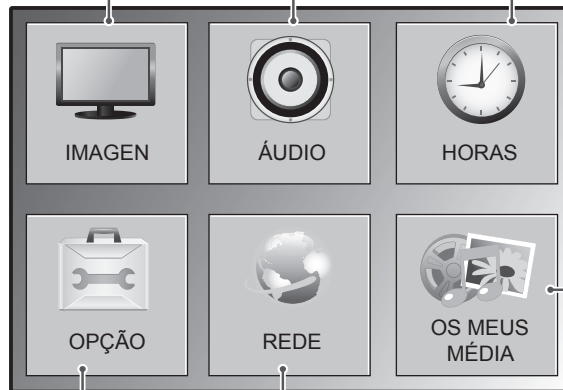 IMAGEN
ÁUDIO
HORAS
OPÇÃO
REDE
OS MEUS
MÉDIA